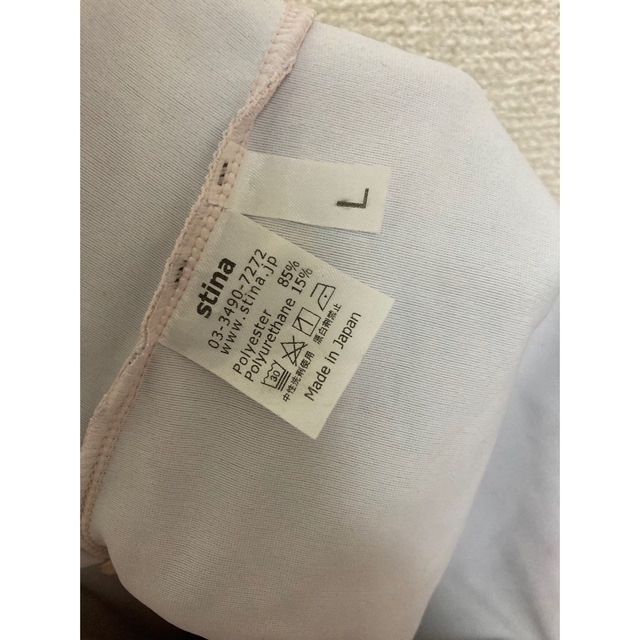 L
stina
03-3490-7272
www.stina.jp
Polyester 85%
Polyurethane 15%
30
中性洗剤使用 漂白剤禁止
Made in Japan